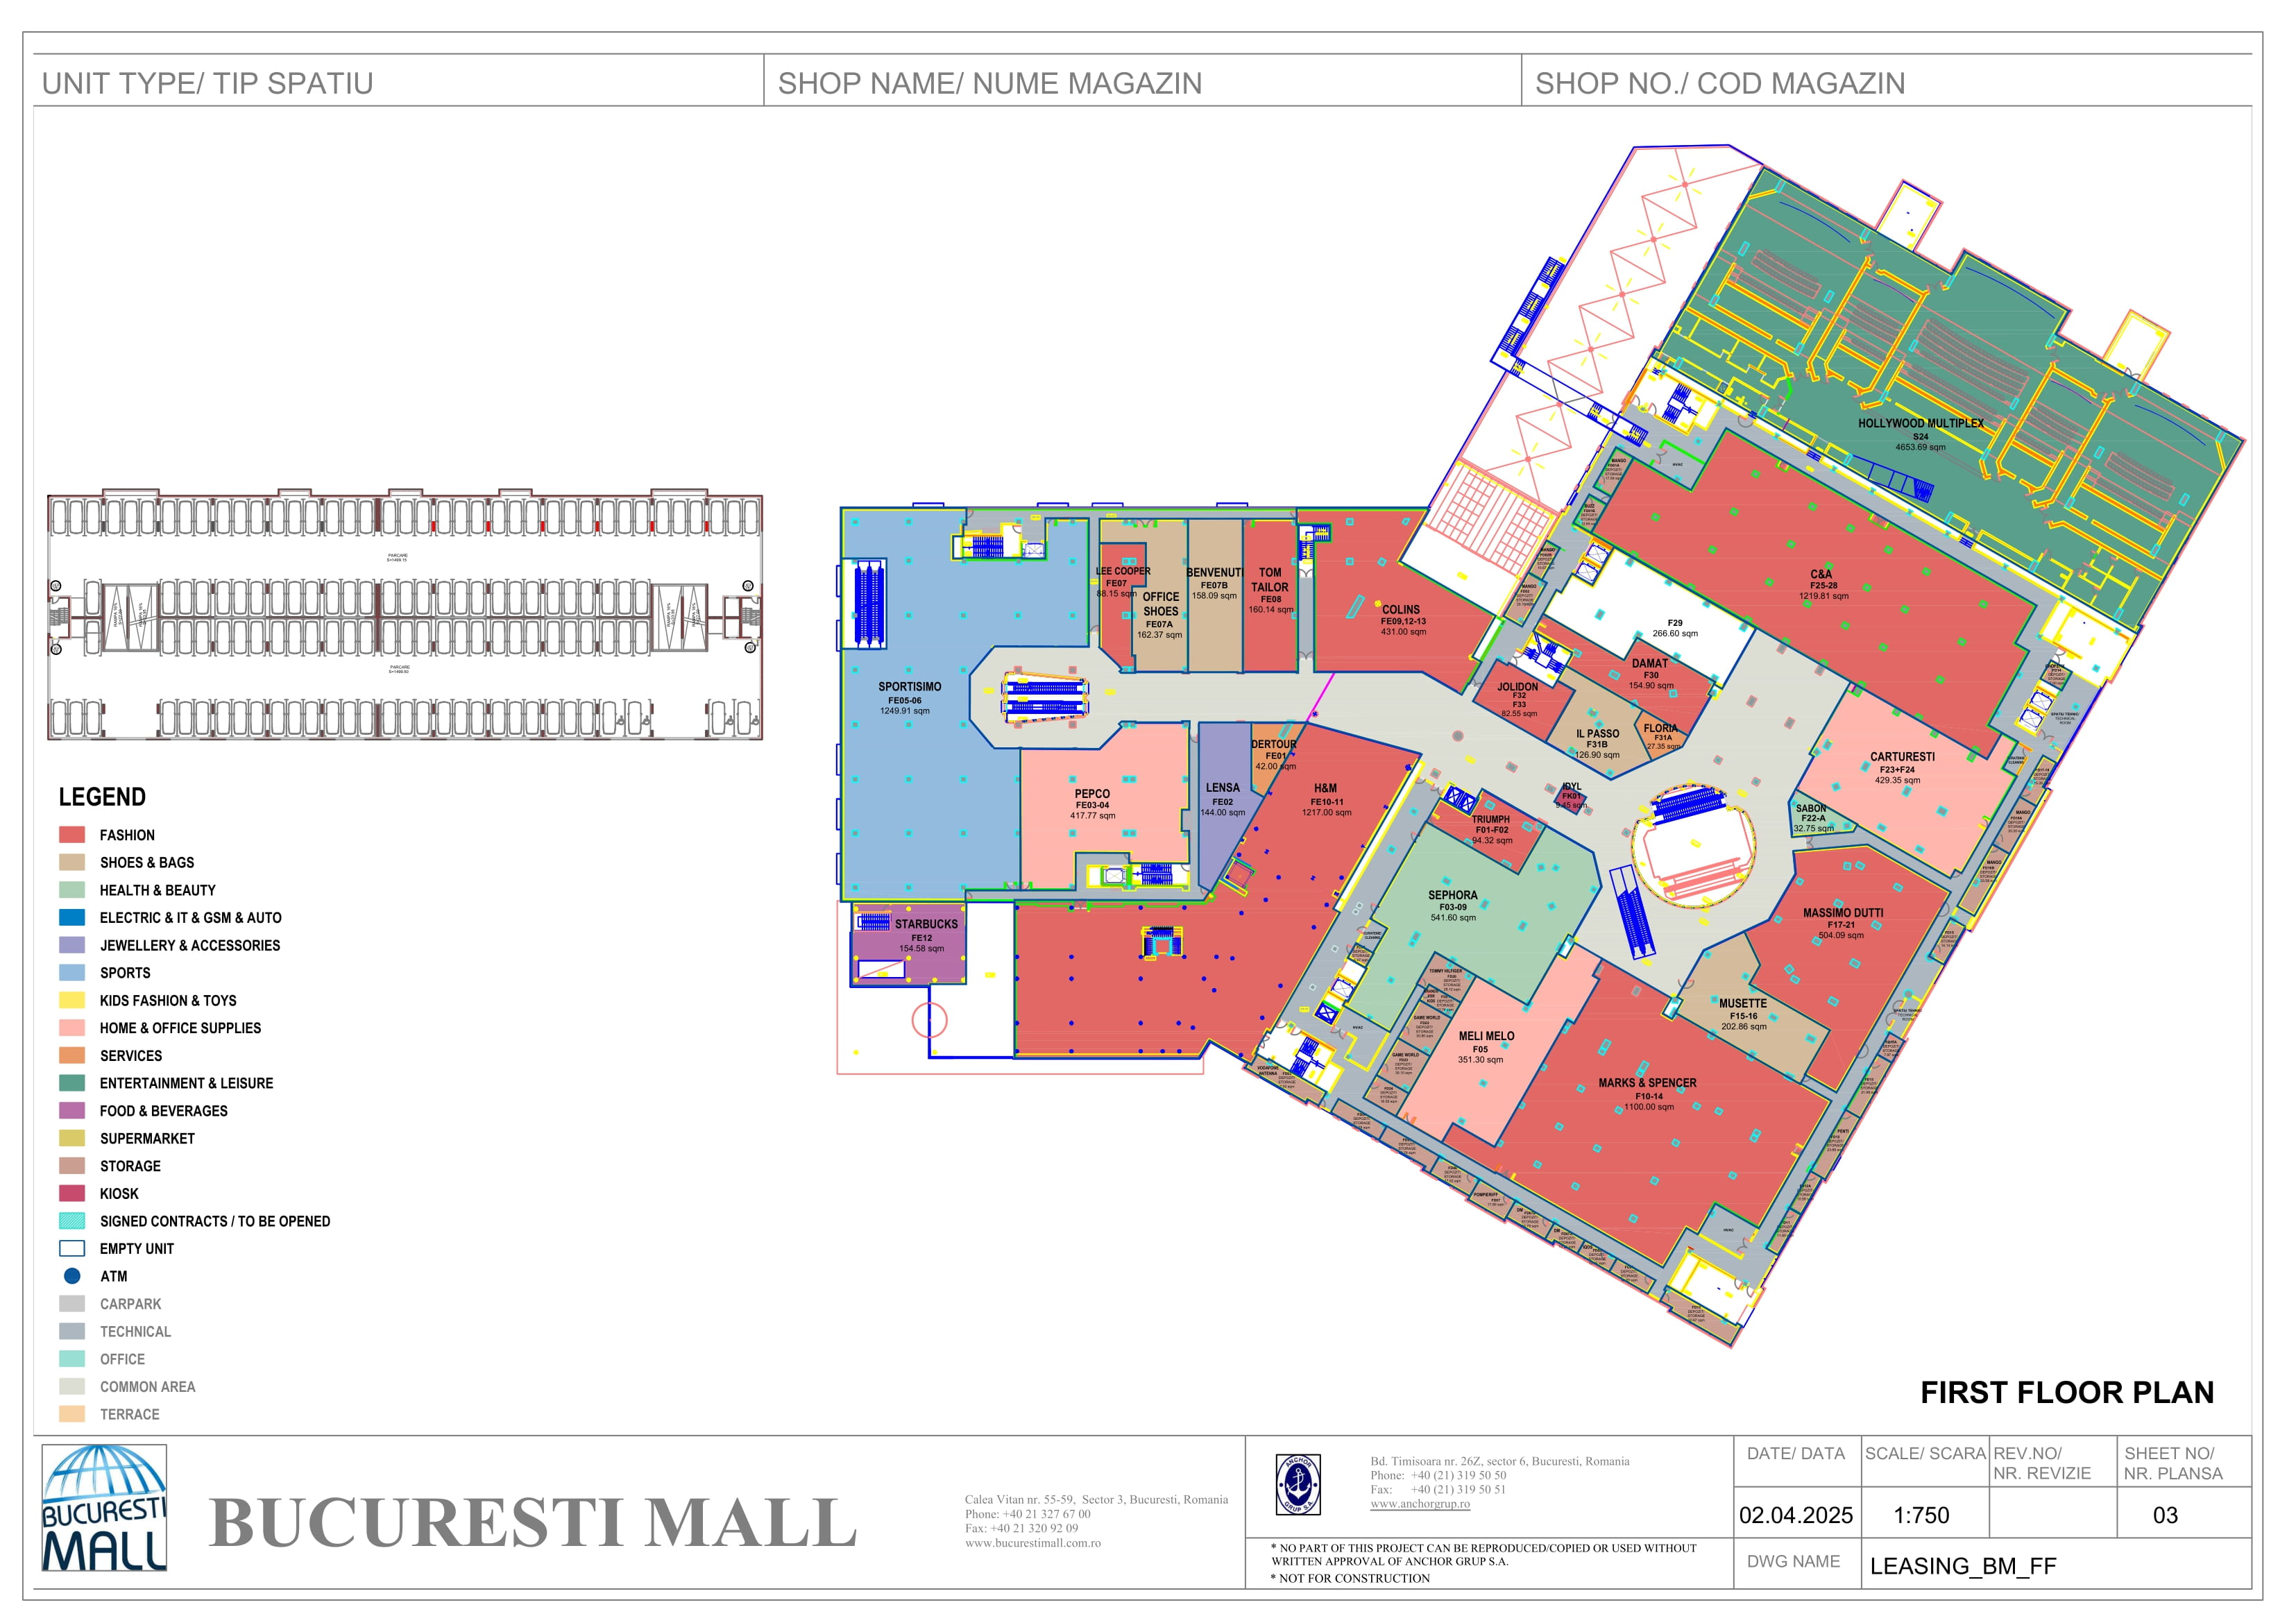 UNIT TYPE/ TIP SPATIU
SHOP NAME/ NUME MAGAZIN
SHOP NO./ COD MAGAZIN
HOLLYWOOD MULTIPLEX
S24
4653.69 sqm
C&A
F25-28
1219.81 sqm
F29
266.60 sqm
DAMAT
F30
154.90 sqm
JOLIDON
F32
F33
82.55 sqm
IL PASSO
F31B
126.90 sqm
FLORIA
F31A
27.35 sqm
LEE COOPER
FE07
88.15 sqm
OFFICE
SHOES
FE07A
162.37 sqm
BENVENUTI
FE07B
158.09 sqm
TOM
TAILOR
FE08
160.14 sqm
COLINS
FE09,12-13
431.00 sqm
SPORTISIMO
FE05-06
1249.91 sqm
PEPCO
FE03-04
417.77 sqm
LENSA
FE02
144.00 sqm
DERTOUR
FE01
42.00 sqm
H&M
FE10-11
1217.00 sqm
STARBUCKS
FE12
154.58 sqm
IDYL
FK01
9.45 sqm
TRIUMPH
F01-F02
94.32 sqm
SEPHORA
F03-09
541.60 sqm
CARTURESTI
F23+F24
429.35 sqm
SABON
F22-A
32.75 sqm
MASSIMO DUTTI
F17-21
504.09 sqm
MUSETTE
F15-16
202.86 sqm
MELI MELO
F05
351.30 sqm
MARKS & SPENCER
F10-14
1100.00 sqm
PARCARE
PARCARE
MANGO
TOMMY HILFIGER
GAME WORLD
GAME WORLD
VODAFONE
ANTENNA
POMPIERI/FF
PENTI
HVAC
HVAC
HVAC
LEGEND
FASHION
SHOES & BAGS
HEALTH & BEAUTY
ELECTRIC & IT & GSM & AUTO
JEWELLERY & ACCESSORIES
SPORTS
KIDS FASHION & TOYS
HOME & OFFICE SUPPLIES
SERVICES
ENTERTAINMENT & LEISURE
FOOD & BEVERAGES
SUPERMARKET
STORAGE
KIOSK
SIGNED CONTRACTS / TO BE OPENED
EMPTY UNIT
ATM
CARPARK
TECHNICAL
OFFICE
COMMON AREA
TERRACE
FIRST FLOOR PLAN
BUCURESTI
MALL
BUCURESTI MALL
Calea Vitan nr. 55-59, Sector 3, Bucuresti, Romania
Phone: +40 21 327 67 00
Fax: +40 21 320 92 09
www.bucurestimall.com.ro
ANCHOR
GRUP S.A.
Bd. Timisoara nr. 26Z, sector 6, Bucuresti, Romania
Phone: +40 (21) 319 50 50
Fax: +40 (21) 319 50 51
www.anchorgrup.ro
* NO PART OF THIS PROJECT CAN BE REPRODUCED/COPIED OR USED WITHOUT
WRITTEN APPROVAL OF ANCHOR GRUP S.A.
* NOT FOR CONSTRUCTION
DATE/ DATA
SCALE/ SCARA
REV.NO/
NR. REVIZIE
SHEET NO/
NR. PLANSA
02.04.2025
1:750
03
DWG NAME
LEASING_BM_FF